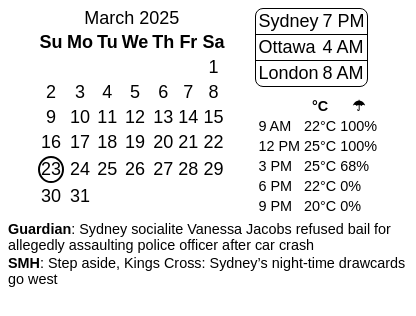 March 2025
Su Mo Tu We Th Fr Sa
1
2 3 4 5 6 7 8
9 10 11 12 13 14 15
16 17 18 19 20 21 22
23 24 25 26 27 28 29
30 31
Sydney 7 PM
Ottawa 4 AM
London 8 AM
°C ☂
9 AM 22°C 100%
12 PM 25°C 100%
3 PM 25°C 68%
6 PM 22°C 0%
9 PM 20°C 0%
Guardian: Sydney socialite Vanessa Jacobs refused bail for
allegedly assaulting police officer after car crash
SMH: Step aside, Kings Cross: Sydney’s night-time drawcards
go west